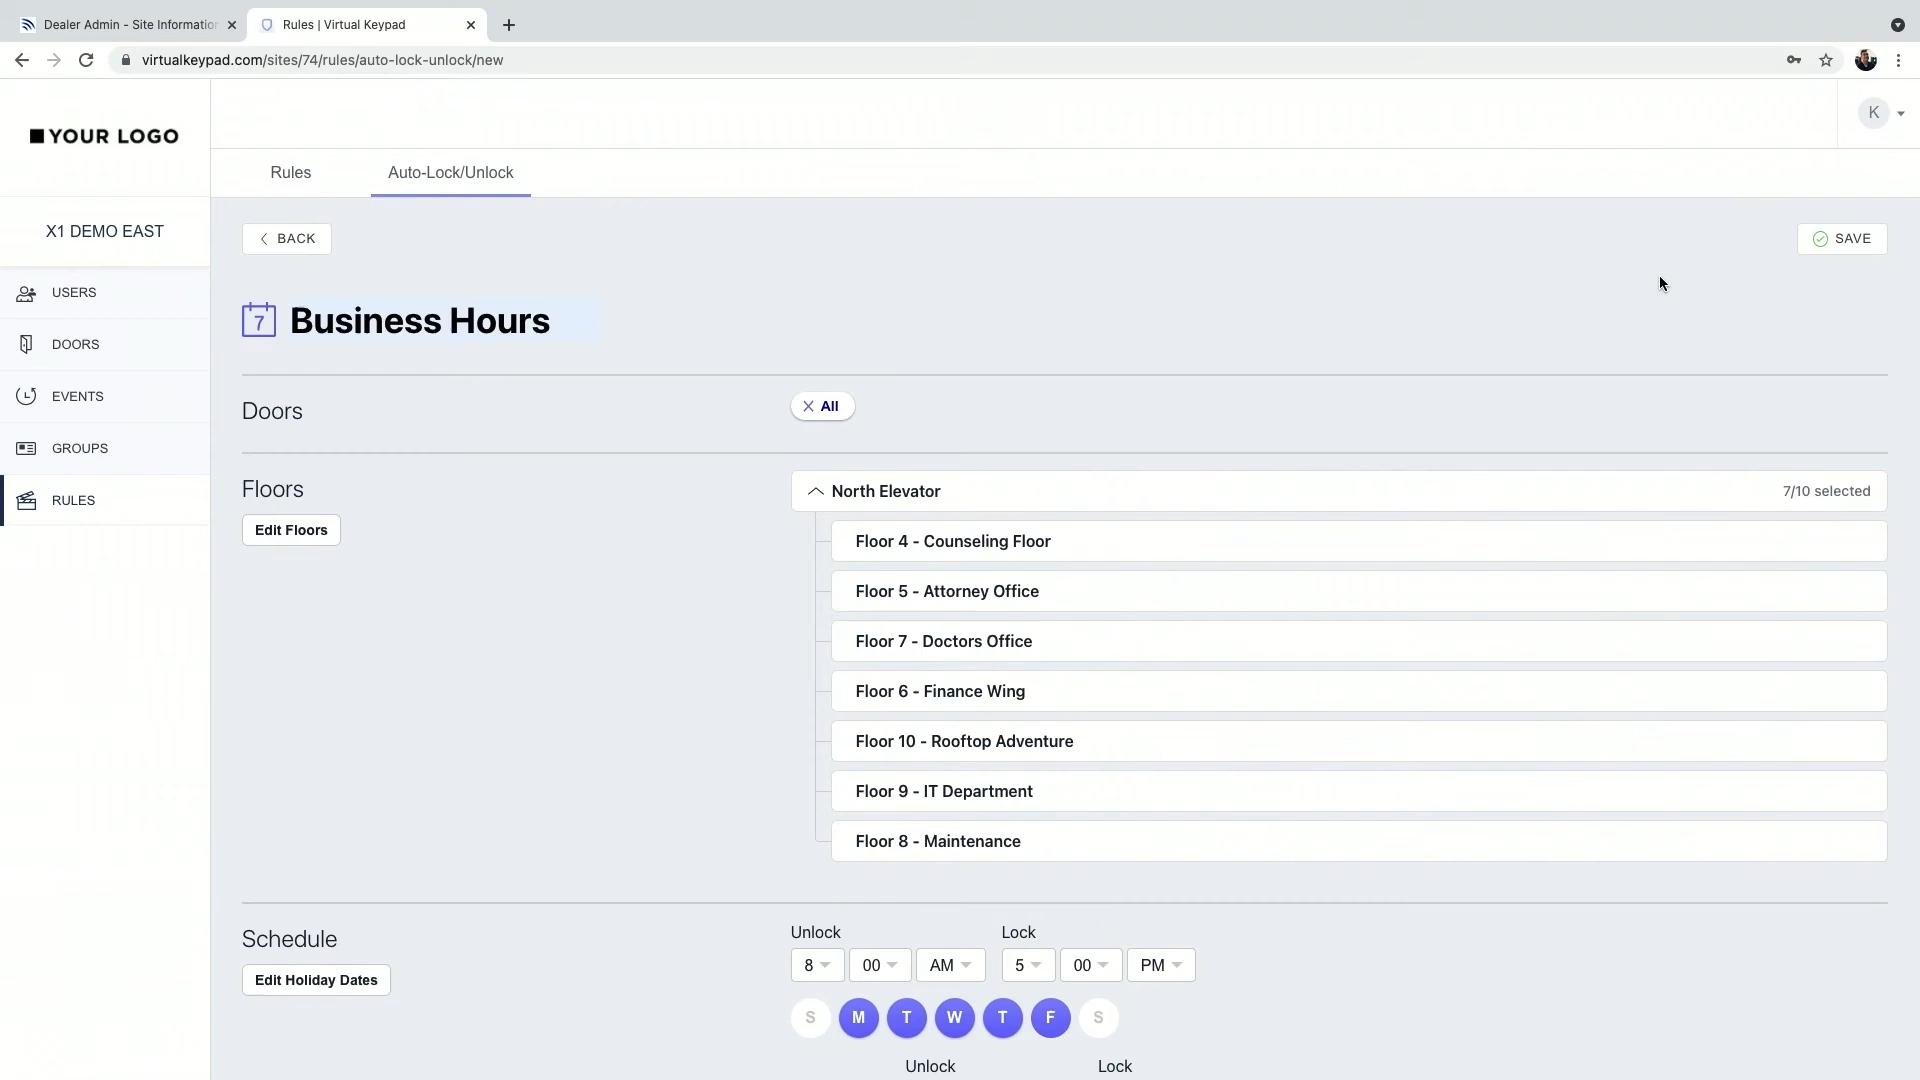 Dealer Admin - Site Information
Rules | Virtual Keypad
virtualkeypad.com/sites/74/rules/auto-lock-unlock/new
YOUR LOGO
K
Rules
Auto-Lock/Unlock
X1 DEMO EAST
BACK
SAVE
USERS
DOORS
EVENTS
GROUPS
RULES
7
Business Hours
Doors
All
Floors
Edit Floors
North Elevator
7/10 selected
Floor 4 - Counseling Floor
Floor 5 - Attorney Office
Floor 7 - Doctors Office
Floor 6 - Finance Wing
Floor 10 - Rooftop Adventure
Floor 9 - IT Department
Floor 8 - Maintenance
Schedule
Edit Holiday Dates
Unlock
Lock
8 00 AM
5 00 PM
S M T W T F S
Unlock
Lock